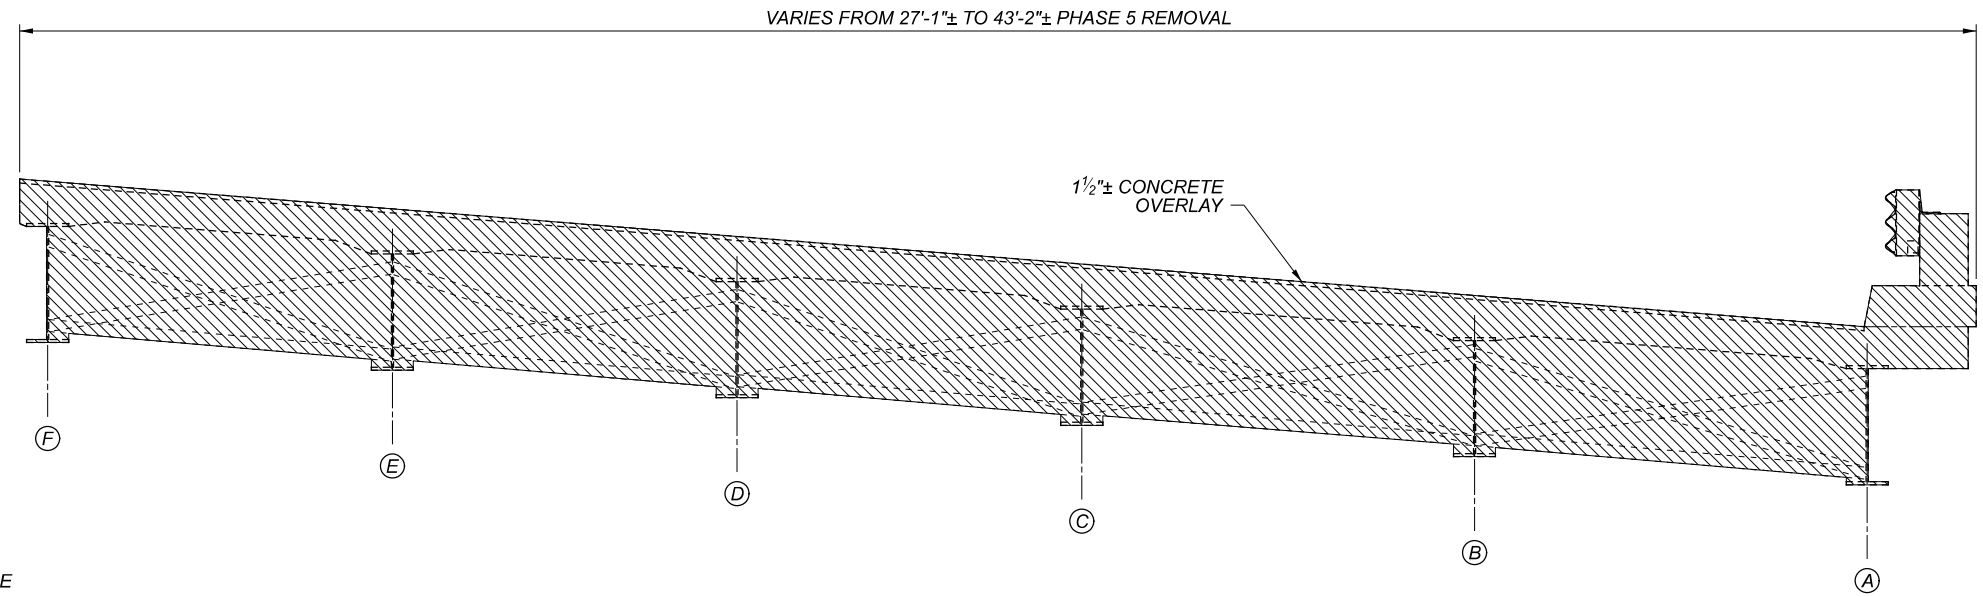 VARIES FROM 27'-1"± TO 43'-2"± PHASE 5 REMOVAL
1½"± CONCRETE
OVERLAY
F
E
D
C
B
A
E